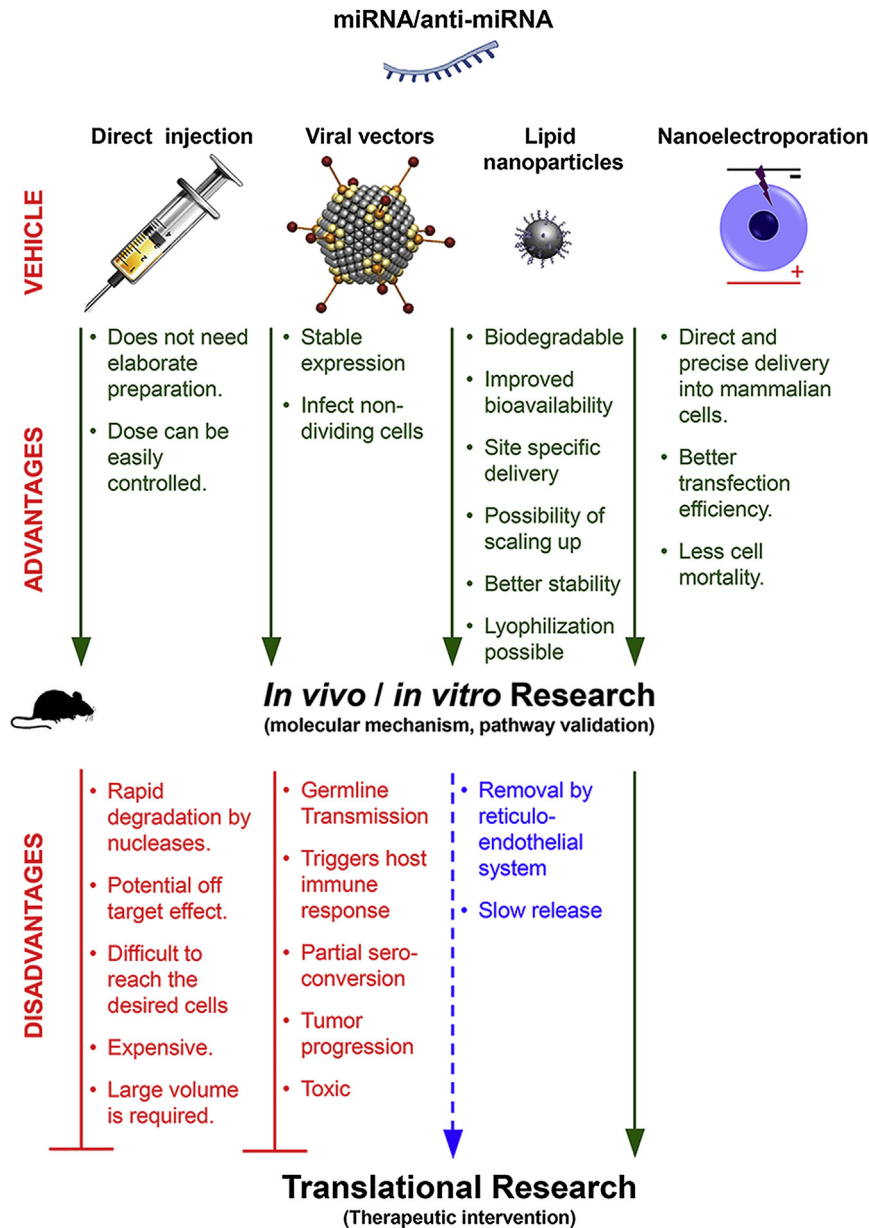 miRNA/anti-miRNA
Direct injection
Viral vectors
Lipid
nanoparticles
Nanoelectroporation
VEHICLE
-
+
ADVANTAGES
• Does not need
elaborate
preparation.
• Dose can be
easily
controlled.
• Stable
expression
• Infect non-
dividing cells
• Biodegradable
• Improved
bioavailability
• Site specific
delivery
• Possibility of
scaling up
• Better stability
• Lyophilization
possible
• Direct and
precise delivery
into mammalian
cells.
• Better
transfection
efficiency.
• Less cell
mortality.
In vivo / in vitro Research
(molecular mechanism, pathway validation)
DISADVANTAGES
• Rapid
degradation by
nucleases.
• Potential off
target effect.
• Difficult to
reach the
desired cells
• Expensive.
• Large volume
is required.
• Germline
Transmission
• Triggers host
immune
response
• Partial sero-
conversion
• Tumor
progression
• Toxic
• Removal by
reticulo-
endothelial
system
• Slow release
Translational Research
(Therapeutic intervention)